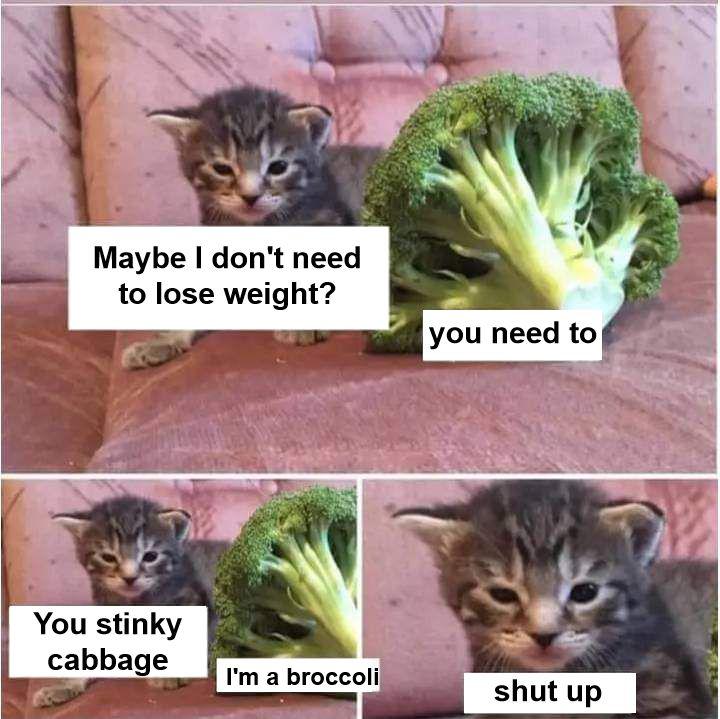 Maybe I don't need
to lose weight?
you need to
You stinky
cabbage
I'm a broccoli
shut up